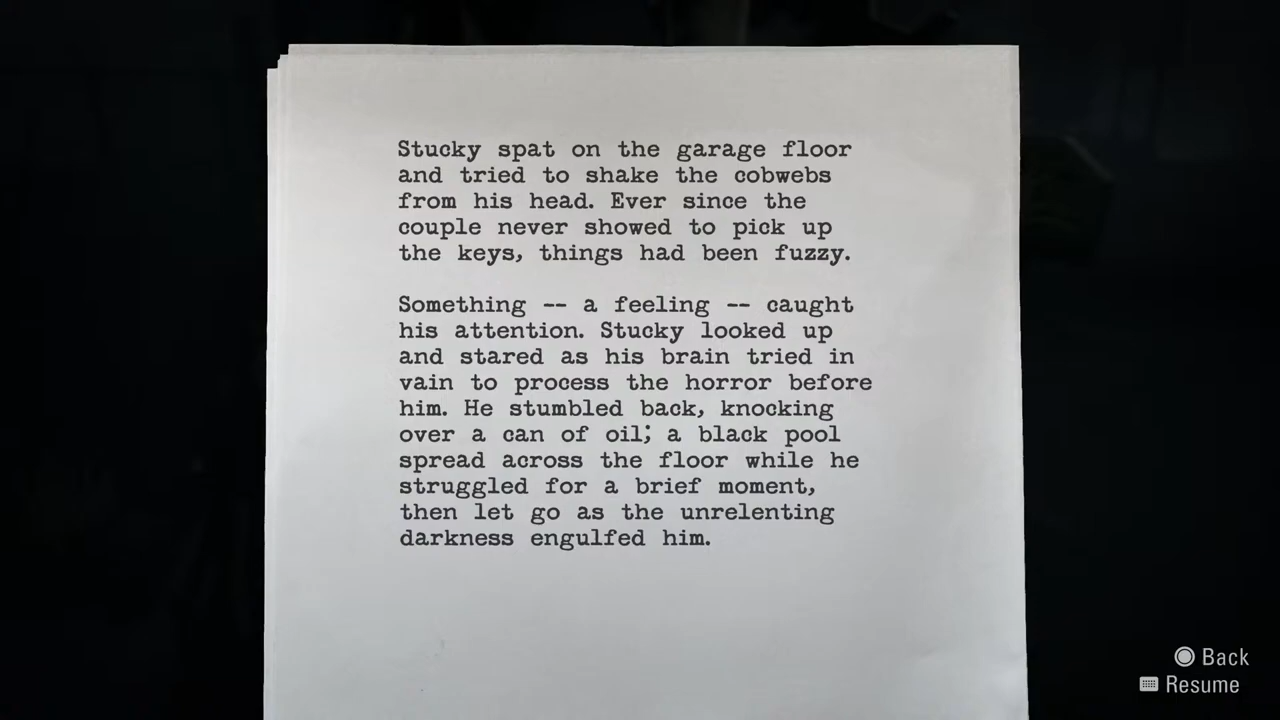 Stucky spat on the garage floor
and tried to shake the cobwebs
from his head. Ever since the
couple never showed to pick up
the keys, things had been fuzzy.
Something -- a feeling -- caught
his attention. Stucky looked up
and stared as his brain tried in
vain to process the horror before
him. He stumbled back, knocking
over a can of oil; a black pool
spread across the floor while he
struggled for a brief moment,
then let go as the unrelenting
darkness engulfed him.
Back
Resume